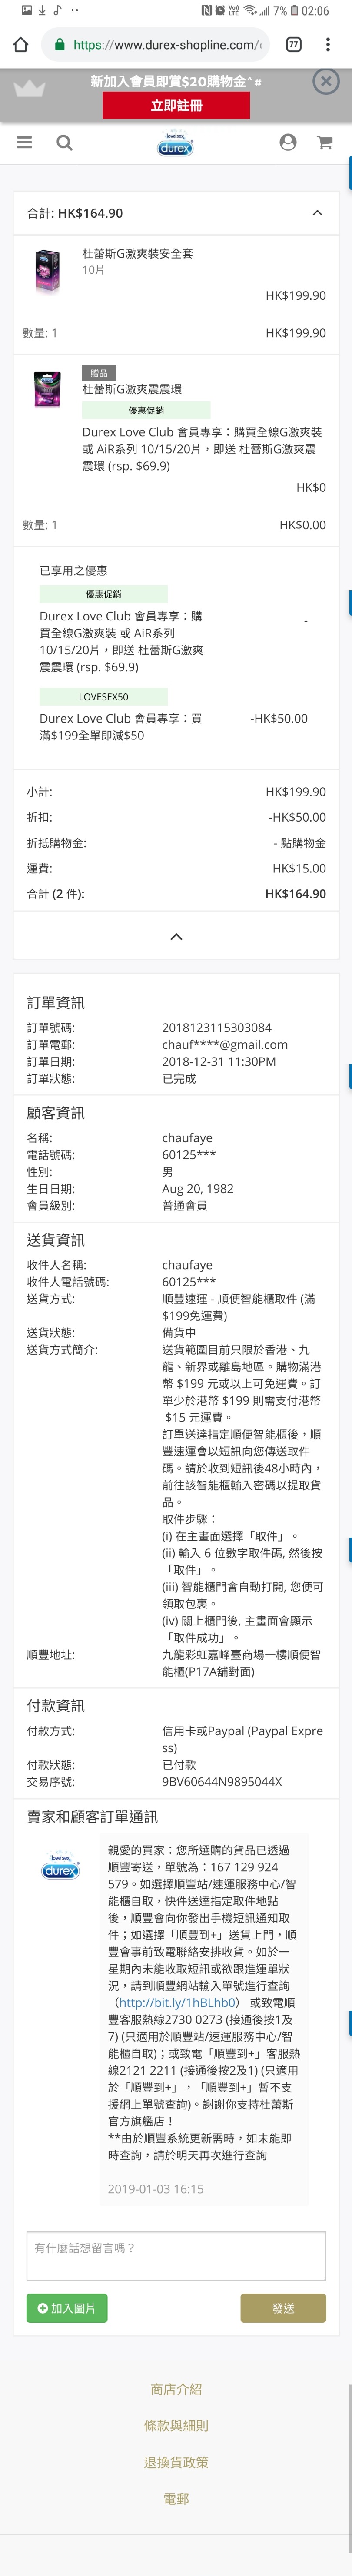 7% 02:06
https://www.durex-shopline.com/
77
新加入會員即賞$20購物金^#
立即註冊
love sex
durex
合計: HK$164.90
杜蕾斯G激爽裝安全套
10片
HK$199.90
數量: 1 HK$199.90
贈品
杜蕾斯G激爽震震環
優惠促銷
Durex Love Club 會員專享：購買全線G激爽裝
或 AiR系列 10/15/20片，即送 杜蕾斯G激爽震
震環 (rsp. $69.9)
HK$0
數量: 1 HK$0.00
已享用之優惠
優惠促銷
Durex Love Club 會員專享：購
買全線G激爽裝 或 AiR系列
10/15/20片，即送 杜蕾斯G激爽
震震環 (rsp. $69.9)
-
LOVESEX50
Durex Love Club 會員專享：買 -HK$50.00
滿$199全單即減$50
小計: HK$199.90
折扣: -HK$50.00
折抵購物金: - 點購物金
運費: HK$15.00
合計 (2 件): HK$164.90
訂單資訊
訂單號碼: 2018123115303084
訂單電郵: chauf****@gmail.com
訂單日期: 2018-12-31 11:30PM
訂單狀態: 已完成
顧客資訊
名稱: chaufaye
電話號碼: 60125***
性別: 男
生日日期: Aug 20, 1982
會員級別: 普通會員
送貨資訊
收件人名稱: chaufaye
收件人電話號碼: 60125***
送貨方式: 順豐速運 - 順便智能櫃取件 (滿
$199免運費)
送貨狀態: 備貨中
送貨方式簡介: 送貨範圍目前只限於香港、九
龍、新界或離島地區。購物滿港
幣 $199 元或以上可免運費。訂
單少於港幣 $199 則需支付港幣
$15 元運費。
訂單送達指定順便智能櫃後，順
豐速運會以短訊向您傳送取件
碼。請於收到短訊後48小時內，
前往該智能櫃輸入密碼以提取貨
品。
取件步驟：
(i) 在主畫面選擇「取件」。
(ii) 輸入 6 位數字取件碼, 然後按
「取件」。
(iii) 智能櫃門會自動打開, 您便可
領取包裹。
(iv) 關上櫃門後, 主畫面會顯示
「取件成功」。
順豐地址: 九龍彩虹嘉峰臺商場一樓順便智
能櫃(P17A舖對面)
付款資訊
付款方式: 信用卡或Paypal (Paypal Expre
ss)
付款狀態: 已付款
交易序號: 9BV60644N9895044X
賣家和顧客訂單通訊
love sex
durex
親愛的買家：您所選購的貨品已透過
順豐寄送，單號為：167 129 924
579。如選擇順豐站/速運服務中心/智
能櫃自取，快件送達指定取件地點
後，順豐會向你發出手機短訊通知取
件；如選擇「順豐到+」送貨上門，順
豐會事前致電聯絡安排收貨。如於一
星期內未能收取短訊或欲跟進運單狀
況，請到順豐網站輸入單號進行查詢
（http://bit.ly/1hBLhb0） 或致電順
豐客服熱線2730 0273 (接通後按1及
7) (只適用於順豐站/速運服務中心/智
能櫃自取)；或致電「順豐到+」客服熱
線2121 2211 (接通後按2及1) (只適用
於「順豐到+」，「順豐到+」暫不支
援網上單號查詢)。謝謝你支持杜蕾斯
官方旗艦店！
**由於順豐系統更新需時，如未能即
時查詢，請於明天再次進行查詢
2019-01-03 16:15
有什麼話想留言嗎？
加入圖片 發送
商店介紹
條款與細則
退換貨政策
電郵